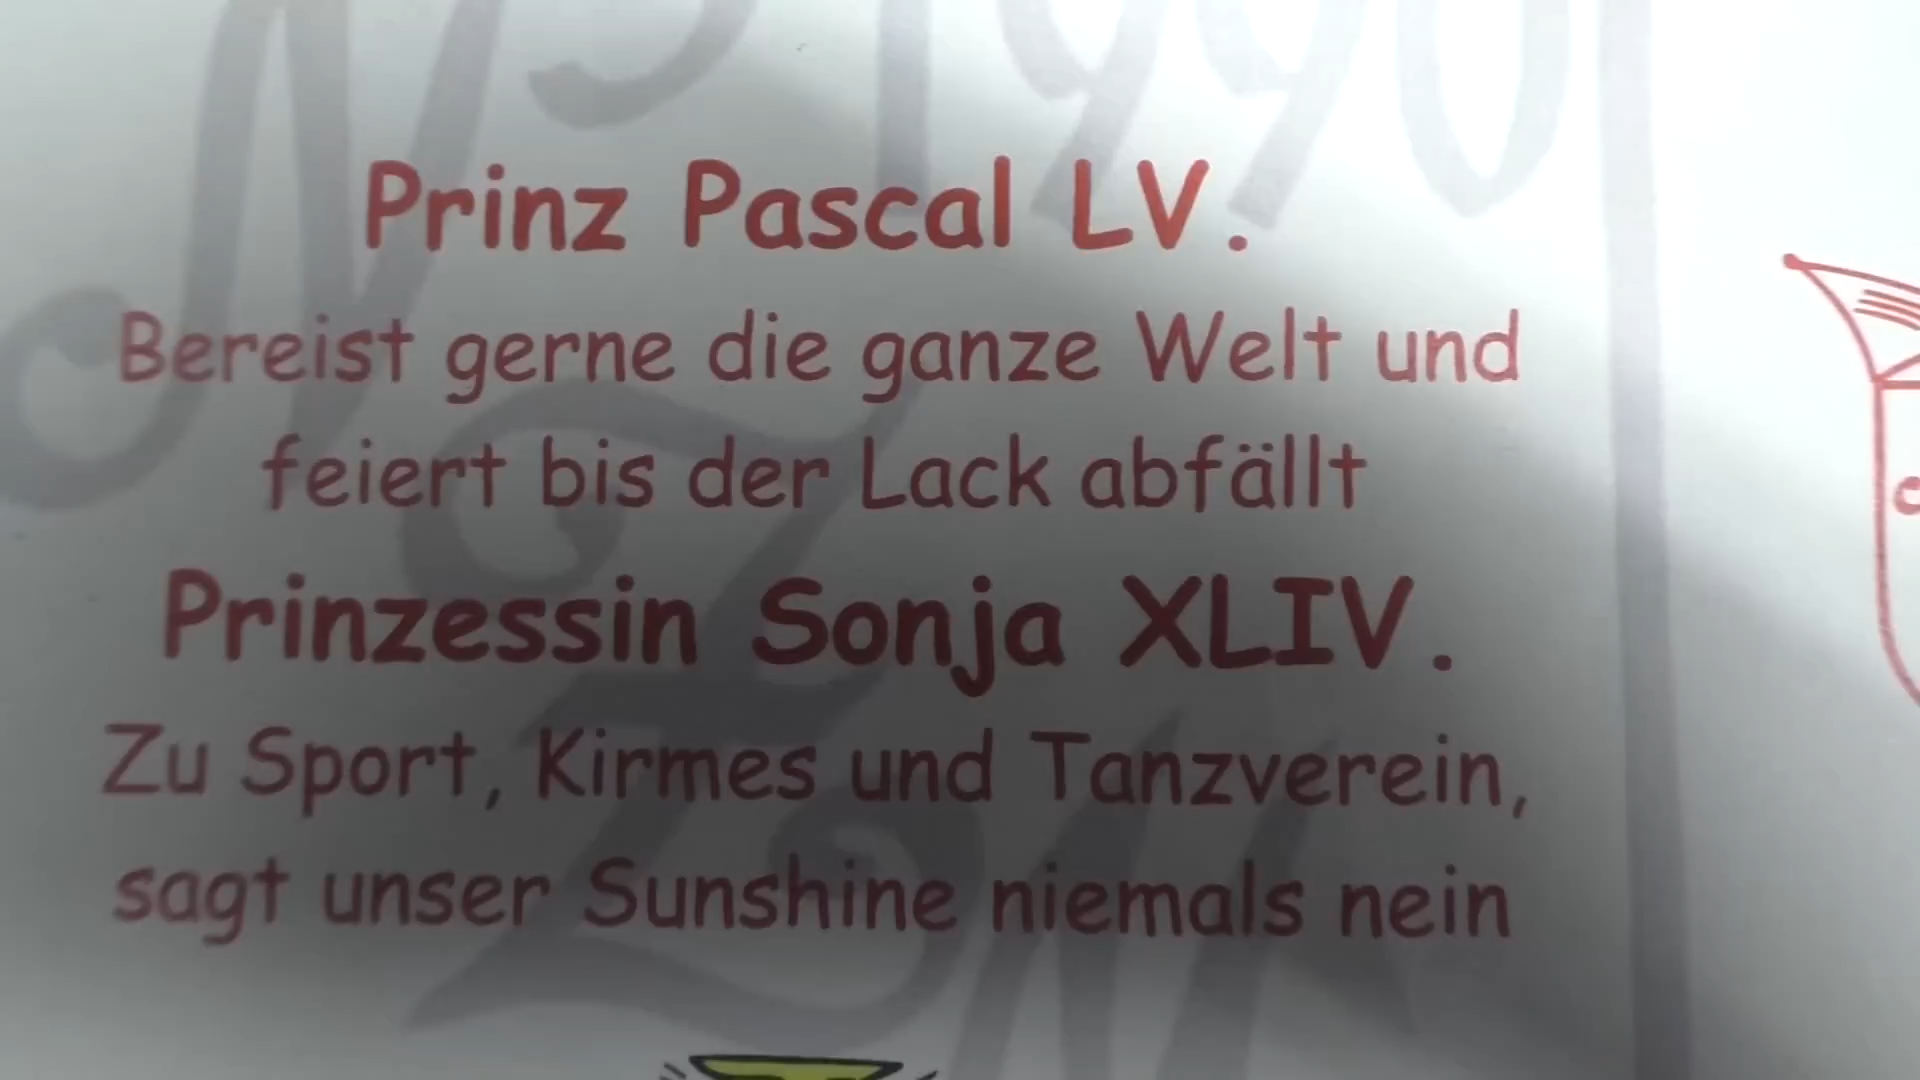 1990
Prinz Pascal LV.
Bereist gerne die ganze Welt und
feiert bis der Lack abfällt
Prinzessin Sonja XLIV.
Zu Sport, Kirmes und Tanzverein,
sagt unser Sunshine niemals nein